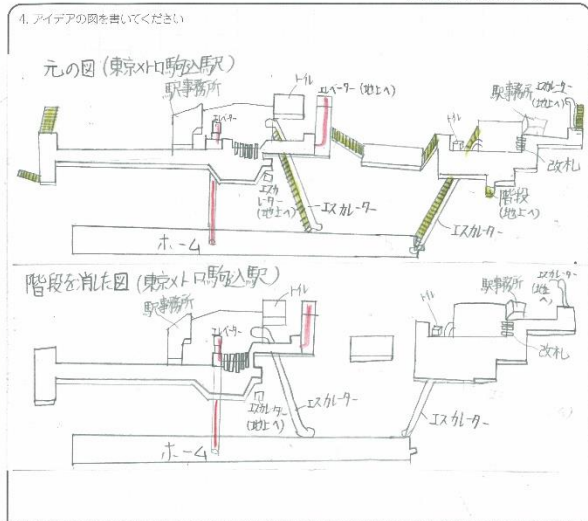 4. アイデアの図を書いてください
元の図(東京メトロ駒込駅)
駅事務所
トイレ
エレベーター(地上へ)
エレベーター
エスカレーター(地上へ)
エスカレーター
ホーム
トイレ
駅事務所
エスカレーター(地上へ)
改札
階段(地上へ)
エスカレーター
階段を消した図(東京メトロ駒込駅)
駅事務所
トイレ
エレベーター
エスカレーター(地上へ)
エスカレーター
ホーム
トイレ
駅事務所
エスカレーター(地上へ)
改札
エスカレーター